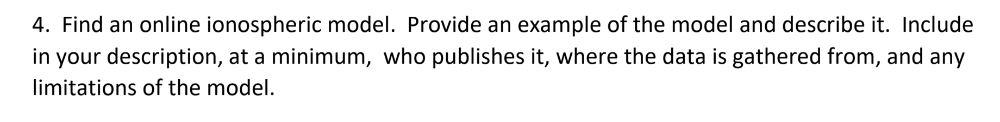 4.  Find an online ionospheric model.  Provide an example of the model and describe it.  Include
in your description, at a minimum,  who publishes it, where the data is gathered from, and any
limitations of the model.